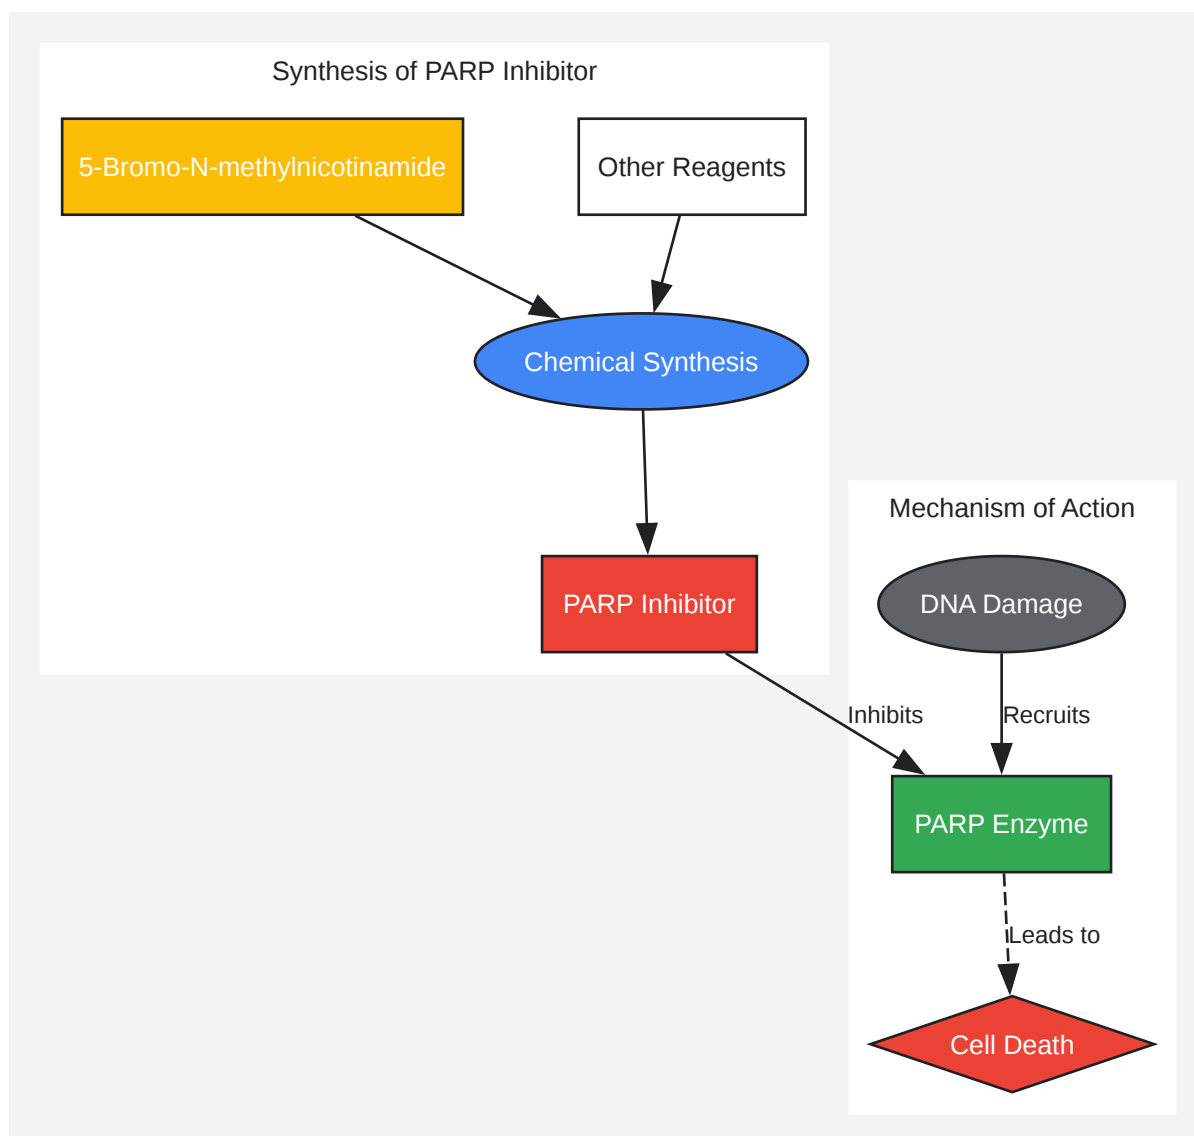 Synthesis of PARP Inhibitor
5-Bromo-N-methylnicotinamide
Other Reagents
Chemical Synthesis
PARP Inhibitor
Mechanism of Action
DNA Damage
Inhibits
Recruits
PARP Enzyme
Leads to
Cell Death